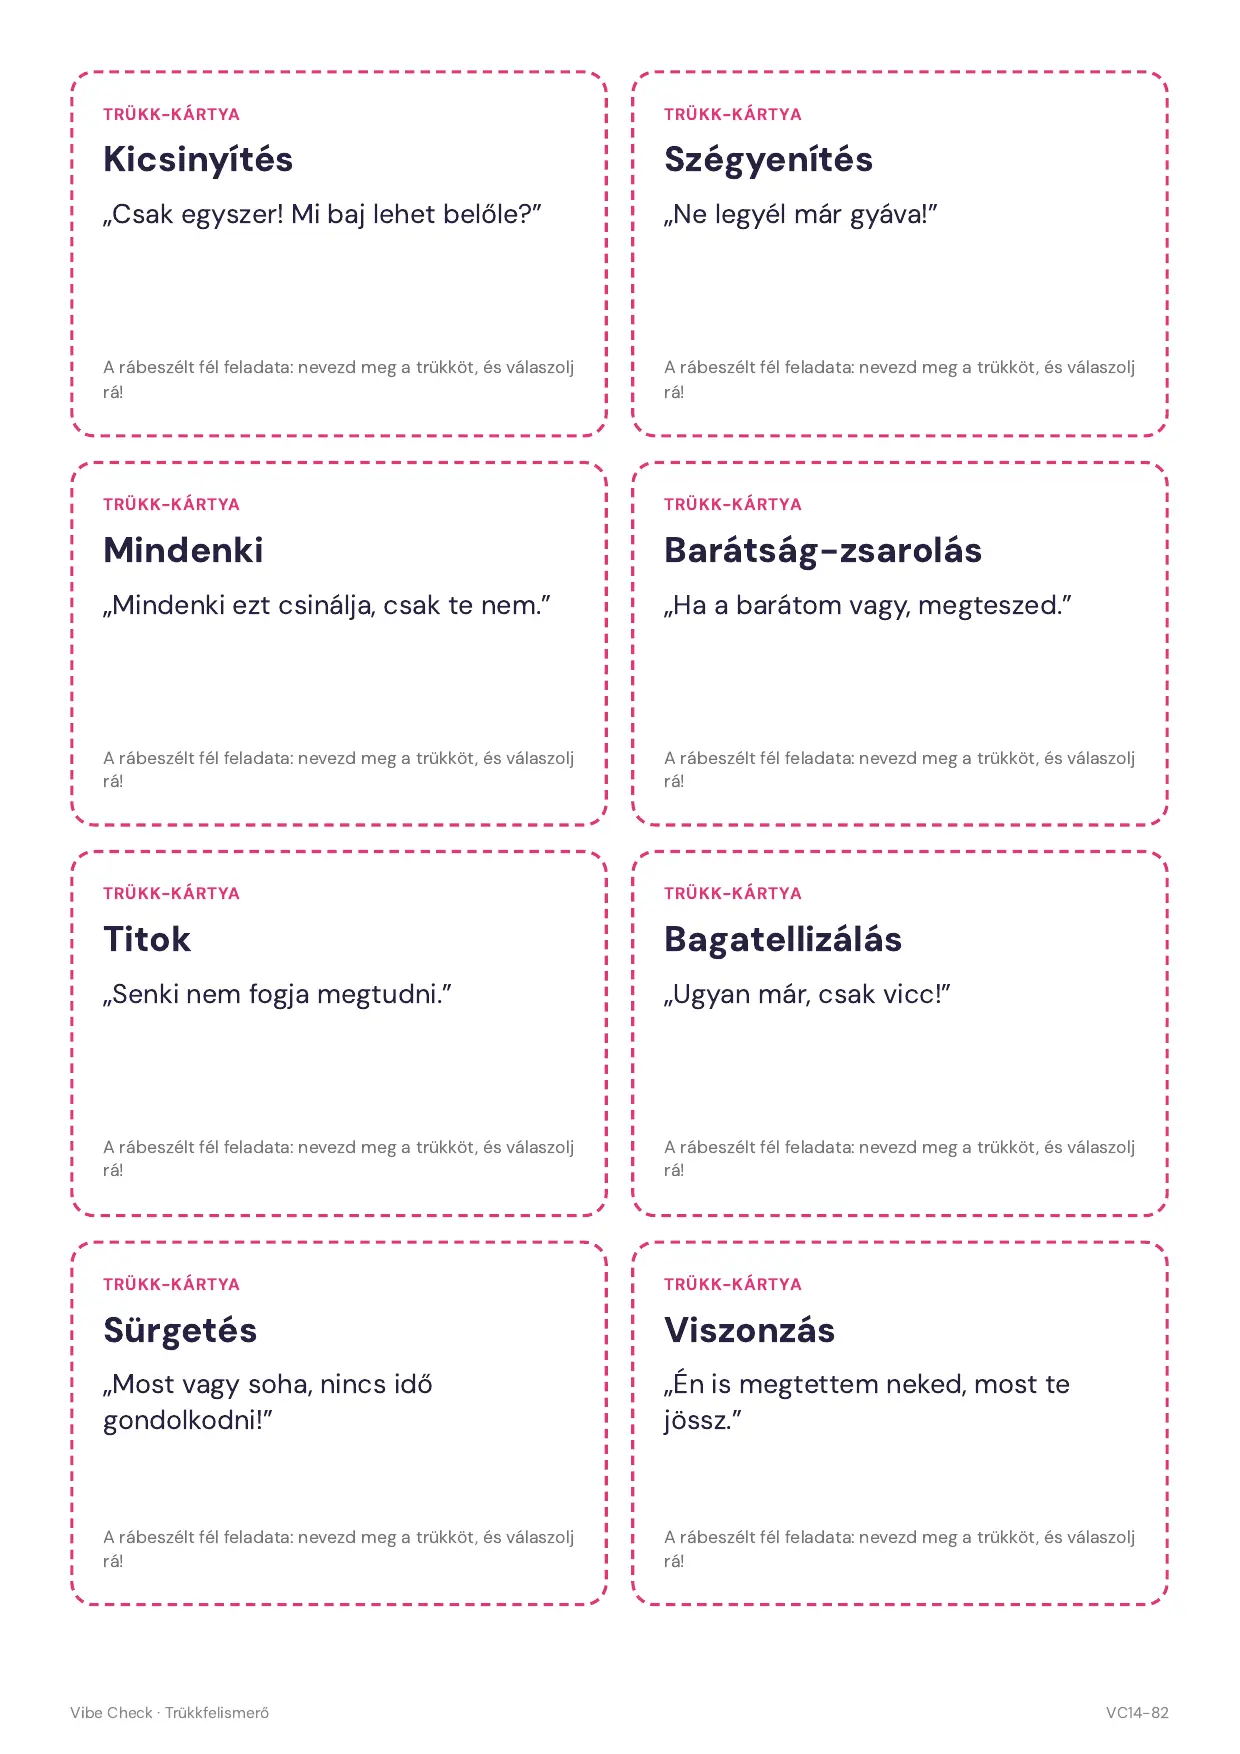 TRÜKK-KÁRTYA
Kicsinyítés
„Csak egyszer! Mi baj lehet belőle?”
A rábeszélt fél feladata: nevezd meg a trükköt, és válaszolj
rá!
TRÜKK-KÁRTYA
Szégyenítés
„Ne legyél már gyáva!”
A rábeszélt fél feladata: nevezd meg a trükköt, és válaszolj
rá!
TRÜKK-KÁRTYA
Mindenki
„Mindenki ezt csinálja, csak te nem.”
A rábeszélt fél feladata: nevezd meg a trükköt, és válaszolj
rá!
TRÜKK-KÁRTYA
Barátság-zsarolás
„Ha a barátom vagy, megteszed.”
A rábeszélt fél feladata: nevezd meg a trükköt, és válaszolj
rá!
TRÜKK-KÁRTYA
Titok
„Senki nem fogja megtudni.”
A rábeszélt fél feladata: nevezd meg a trükköt, és válaszolj
rá!
TRÜKK-KÁRTYA
Bagatellizálás
„Ugyan már, csak vicc!”
A rábeszélt fél feladata: nevezd meg a trükköt, és válaszolj
rá!
TRÜKK-KÁRTYA
Sürgetés
„Most vagy soha, nincs idő
gondolkodni!”
A rábeszélt fél feladata: nevezd meg a trükköt, és válaszolj
rá!
TRÜKK-KÁRTYA
Viszonzás
„Én is megtettem neked, most te
jössz.”
A rábeszélt fél feladata: nevezd meg a trükköt, és válaszolj
rá!
Vibe Check · Trükkfelismerő
VC14-82